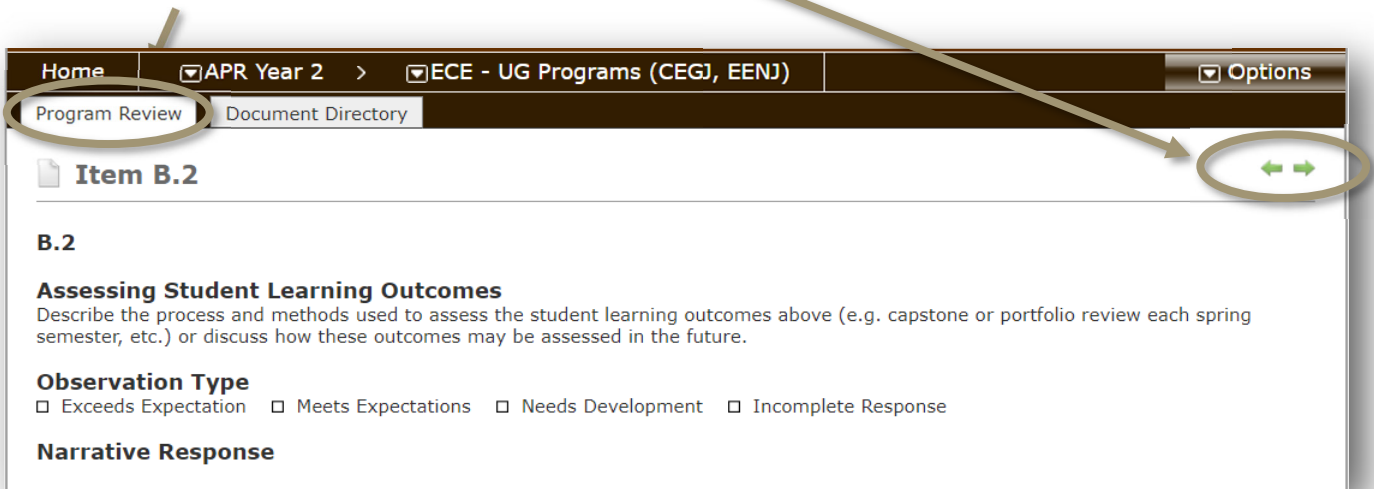 Home APR Year 2 > ECE - UG Programs (CEGJ, EENJ) Options
Program Review Document Directory
Item B.2
B.2
Assessing Student Learning Outcomes
Describe the process and methods used to assess the student learning outcomes above (e.g. capstone or portfolio review each spring
semester, etc.) or discuss how these outcomes may be assessed in the future.
Observation Type
Exceeds Expectation Meets Expectations Needs Development Incomplete Response
Narrative Response